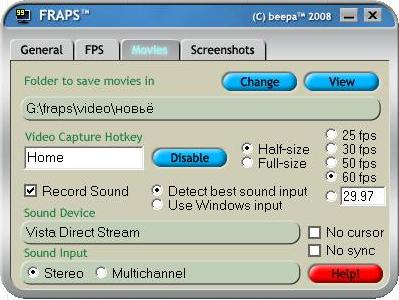 99
FRAPS™ (C) beepa™ 2008
General FPS Movies Screenshots
Folder to save movies in Change View
G:\fraps\video\новьё
Video Capture Hotkey
Home Disable
Half-size
Full-size
25 fps
30 fps
50 fps
60 fps
29.97
Record Sound
Detect best sound input
Use Windows input
Sound Device
Vista Direct Stream
No cursor
No sync
Sound Input
Stereo Multichannel
Help!